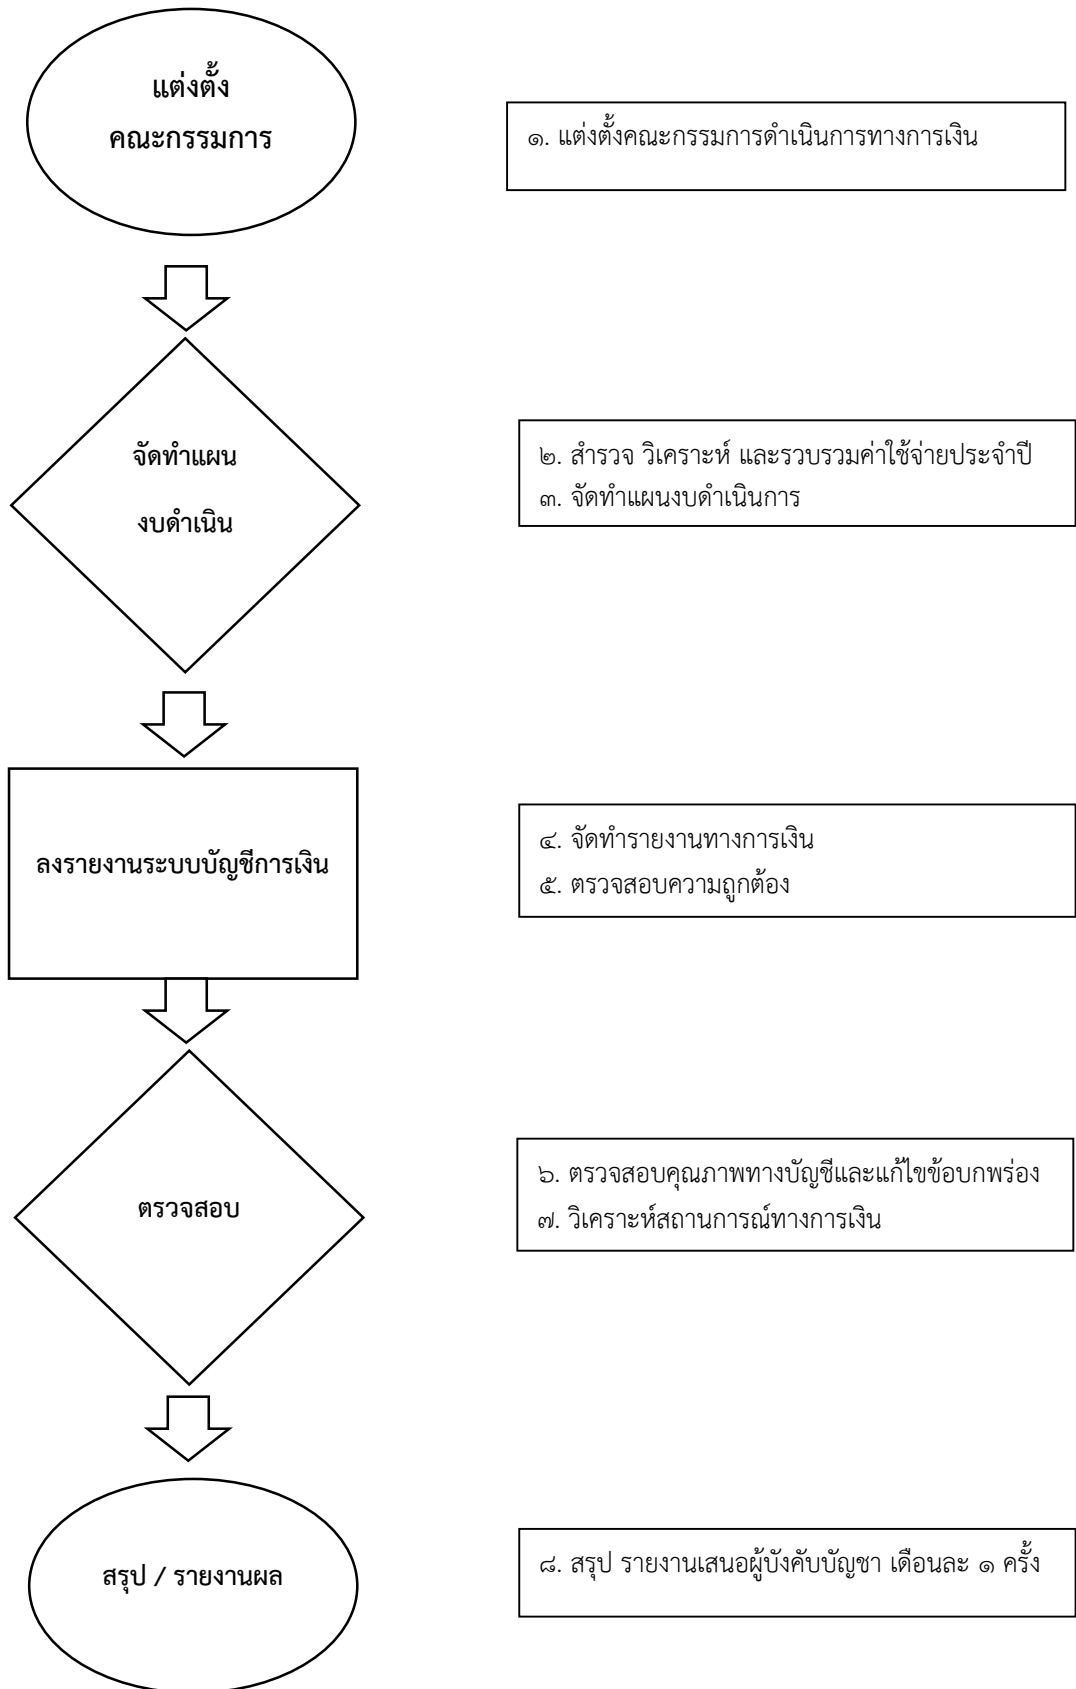 แต่งตั้ง
คณะกรรมการ
๑. แต่งตั้งคณะกรรมการดำเนินการทางการเงิน
จัดทำแผน
งบดำเนิน
๒. สำรวจ วิเคราะห์ และรวบรวมค่าใช้จ่ายประจำปี
๓. จัดทำแผนงบดำเนินการ
ลงรายงานระบบบัญชีการเงิน
๔. จัดทำรายงานทางการเงิน
๕. ตรวจสอบความถูกต้อง
ตรวจสอบ
๖. ตรวจสอบคุณภาพทางบัญชีและแก้ไขข้อบกพร่อง
๗. วิเคราะห์สถานการณ์ทางการเงิน
สรุป / รายงานผล
๘. สรุป รายงานเสนอผู้บังคับบัญชา เดือนละ ๑ ครั้ง